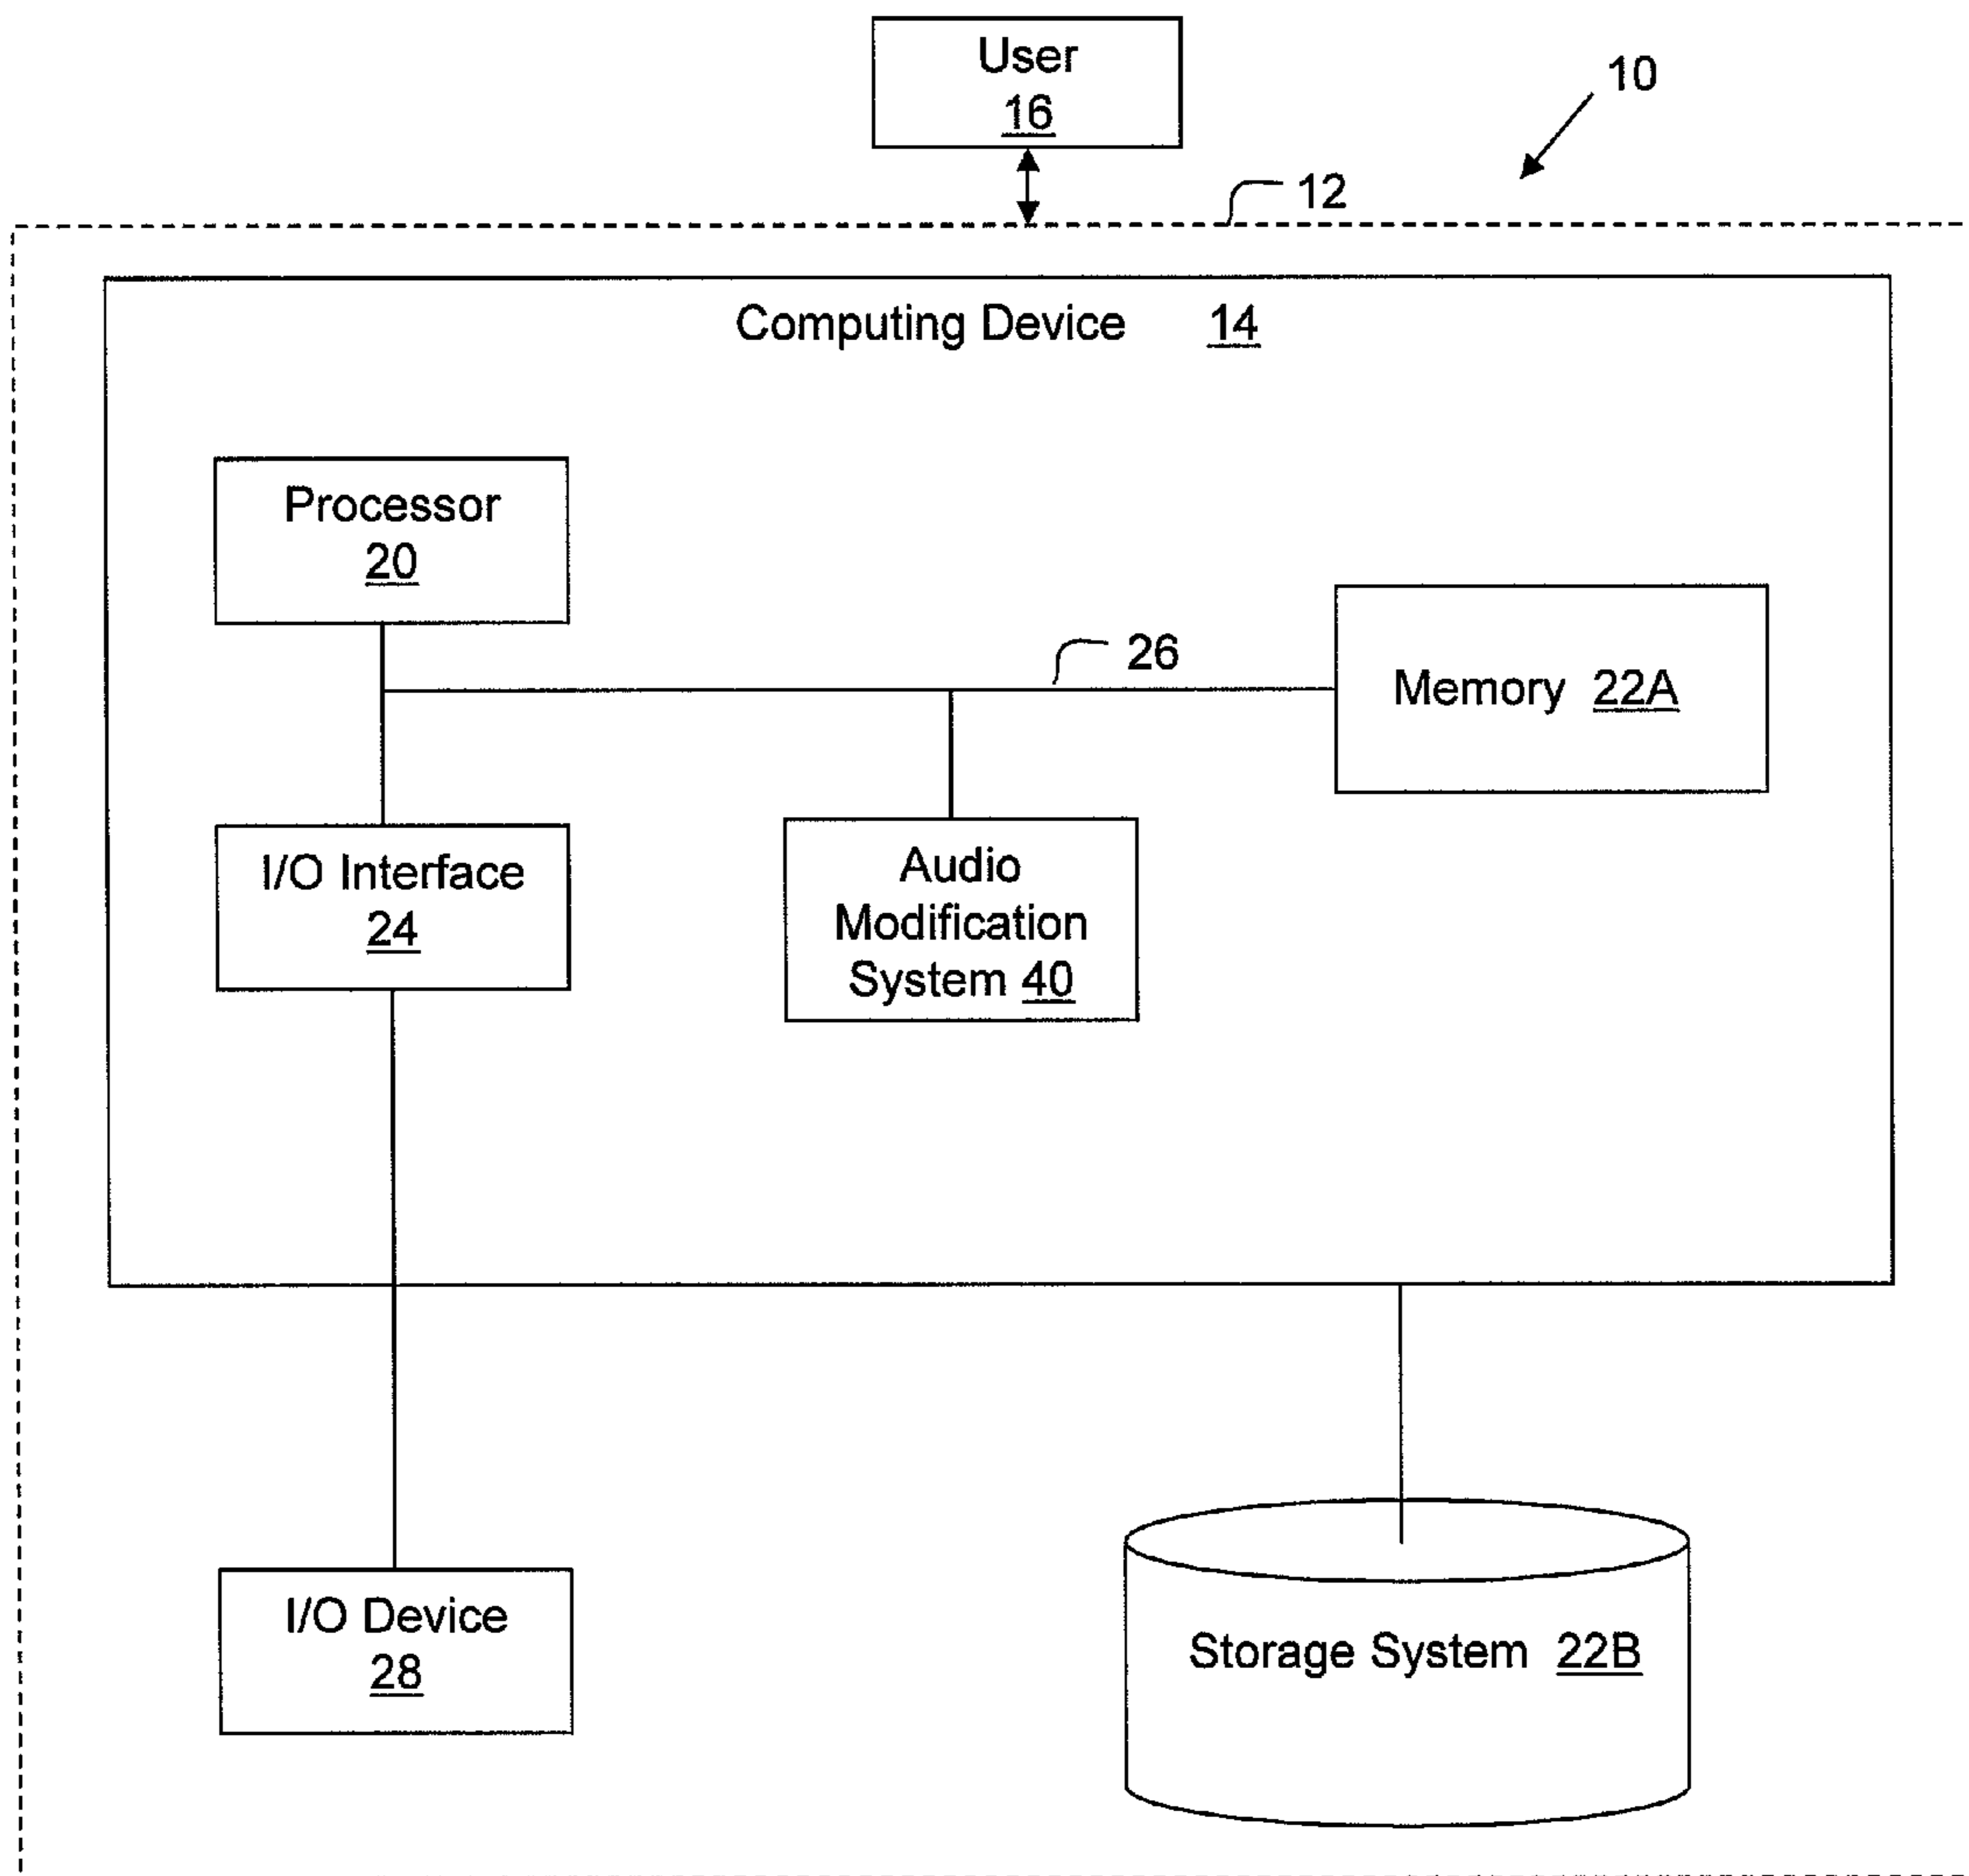 User
16
10
12
Computing Device 14
Processor
20
26
Memory 22A
I/O Interface
24
Audio
Modification
System 40
I/O Device
28
Storage System 22B